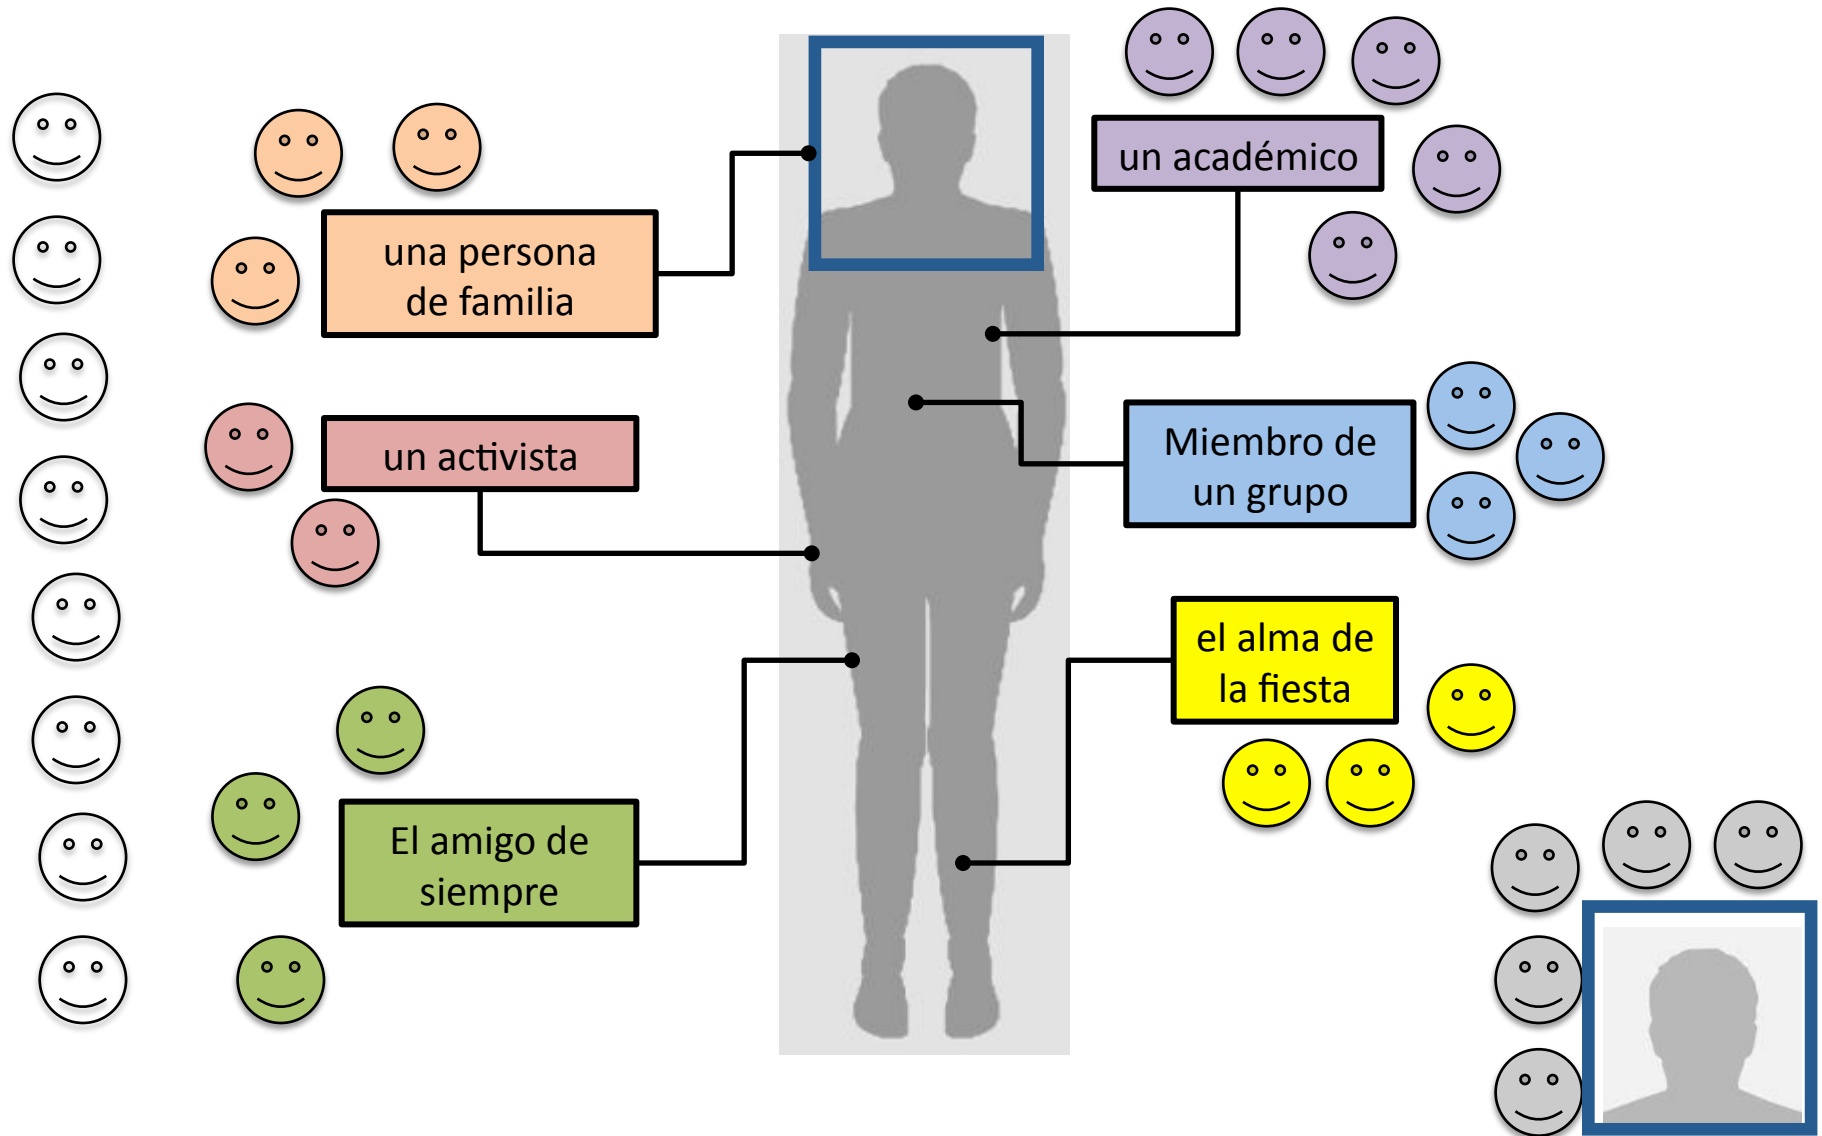 una persona
de familia
un académico
un activista
Miembro de
un grupo
El amigo de
siempre
el alma de
la fiesta